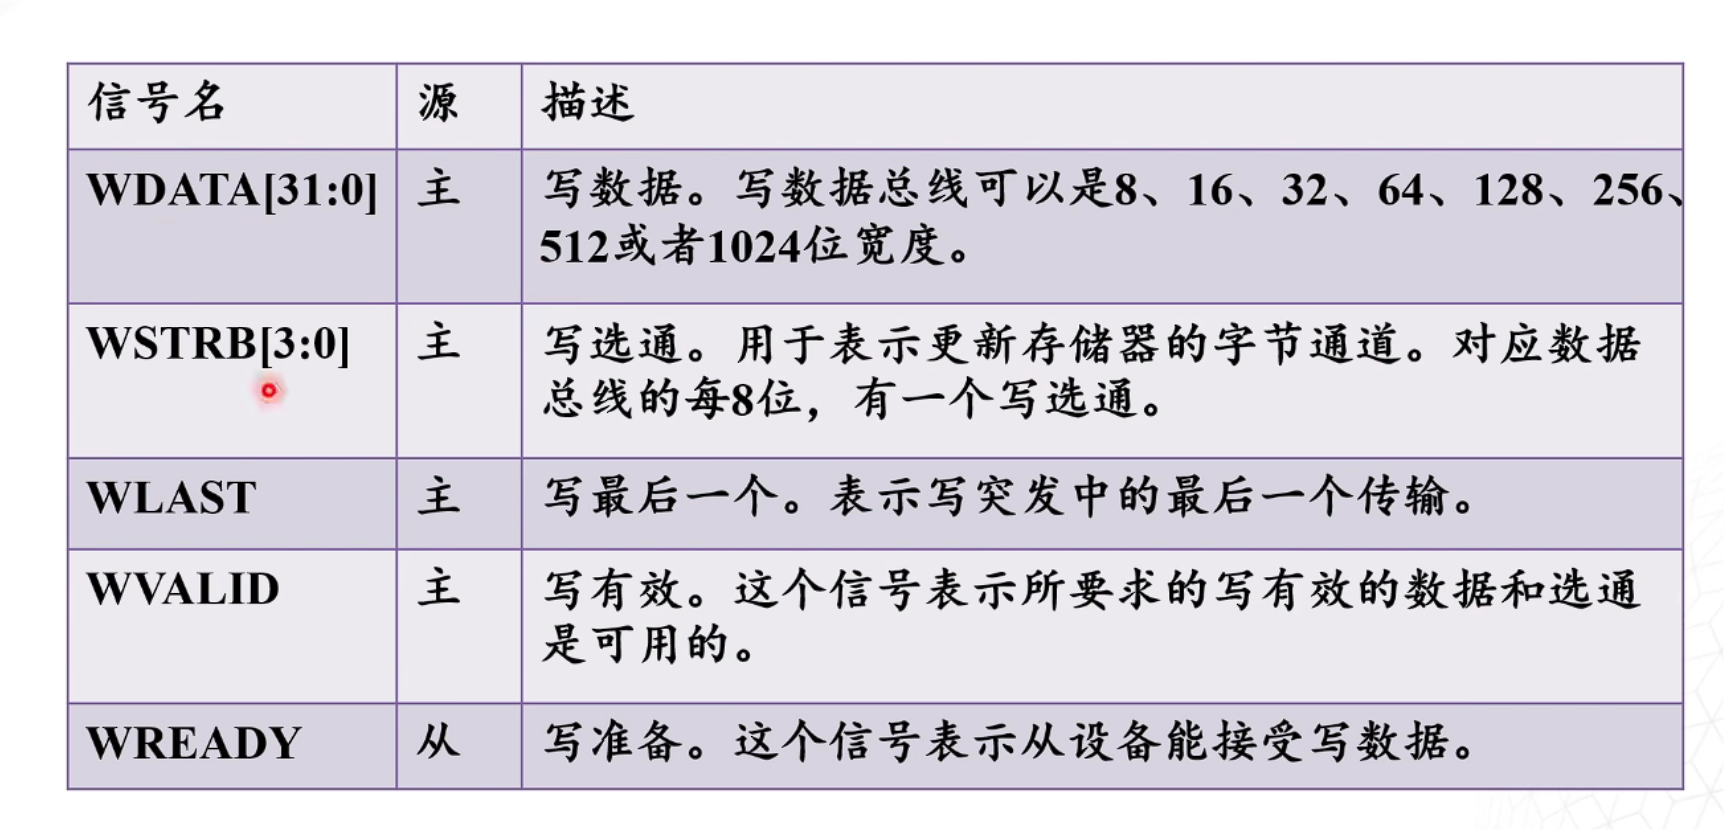 信号名 源 描述
WDATA[31:0] 主 写数据。写数据总线可以是8、16、32、64、128、256、
512或者1024位宽度。
WSTRB[3:0] 主 写选通。用于表示更新存储器的字节通道。对应数据
总线的每8位，有一个写选通。
WLAST 主 写最后一个。表示写突发中的最后一个传输。
WVALID 主 写有效。这个信号表示所要求的写有效的数据和选通
是可用的。
WREADY 从 写准备。这个信号表示从设备能接受写数据。